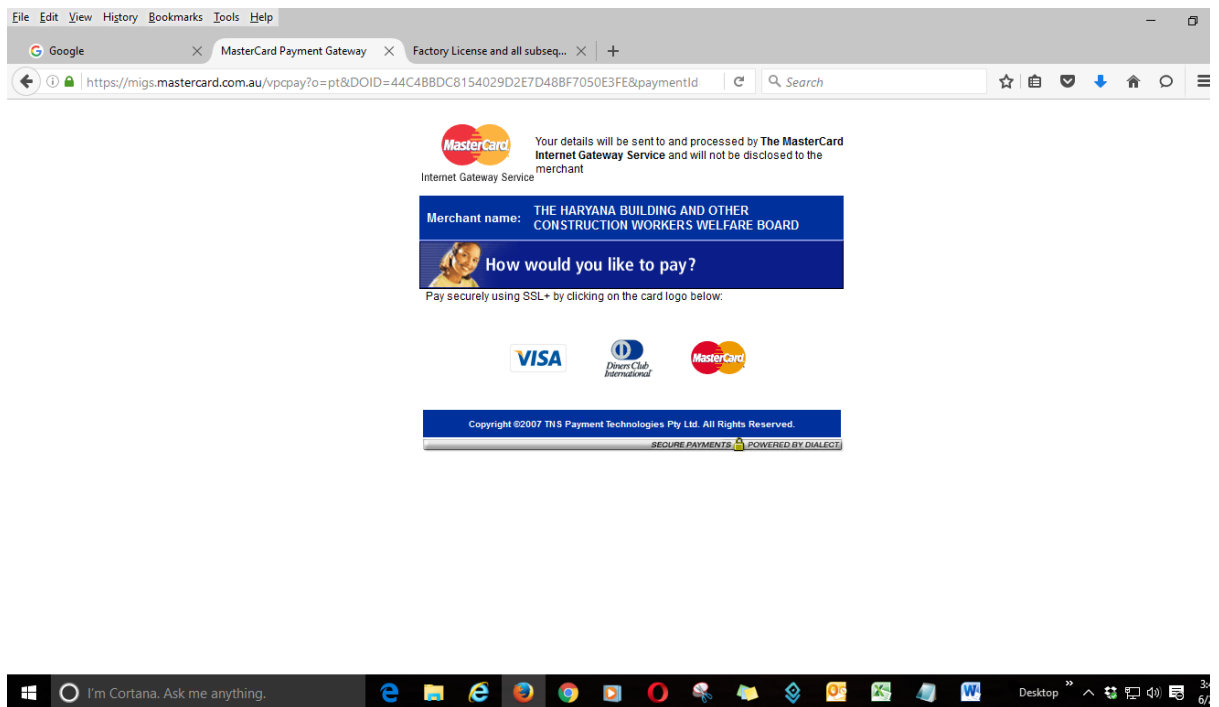 File Edit View History Bookmarks Tools Help
Google
MasterCard Payment Gateway
Factory License and all subseq...
https://migs.mastercard.com.au/vpcpay?o=pt&DOID=44C4BBDC8154029D2E7D48BF7050E3FE&paymentId
Search
MasterCard
Internet Gateway Service
Your details will be sent to and processed by The MasterCard
Internet Gateway Service and will not be disclosed to the
merchant
Merchant name:
THE HARYANA BUILDING AND OTHER
CONSTRUCTION WORKERS WELFARE BOARD
How would you like to pay?
Pay securely using SSL+ by clicking on the card logo below:
VISA
Diners Club
International
MasterCard
Copyright ©2007 TNS Payment Technologies Pty Ltd. All Rights Reserved.
SECURE PAYMENTS POWERED BY DIALECT
I'm Cortana. Ask me anything.
Desktop